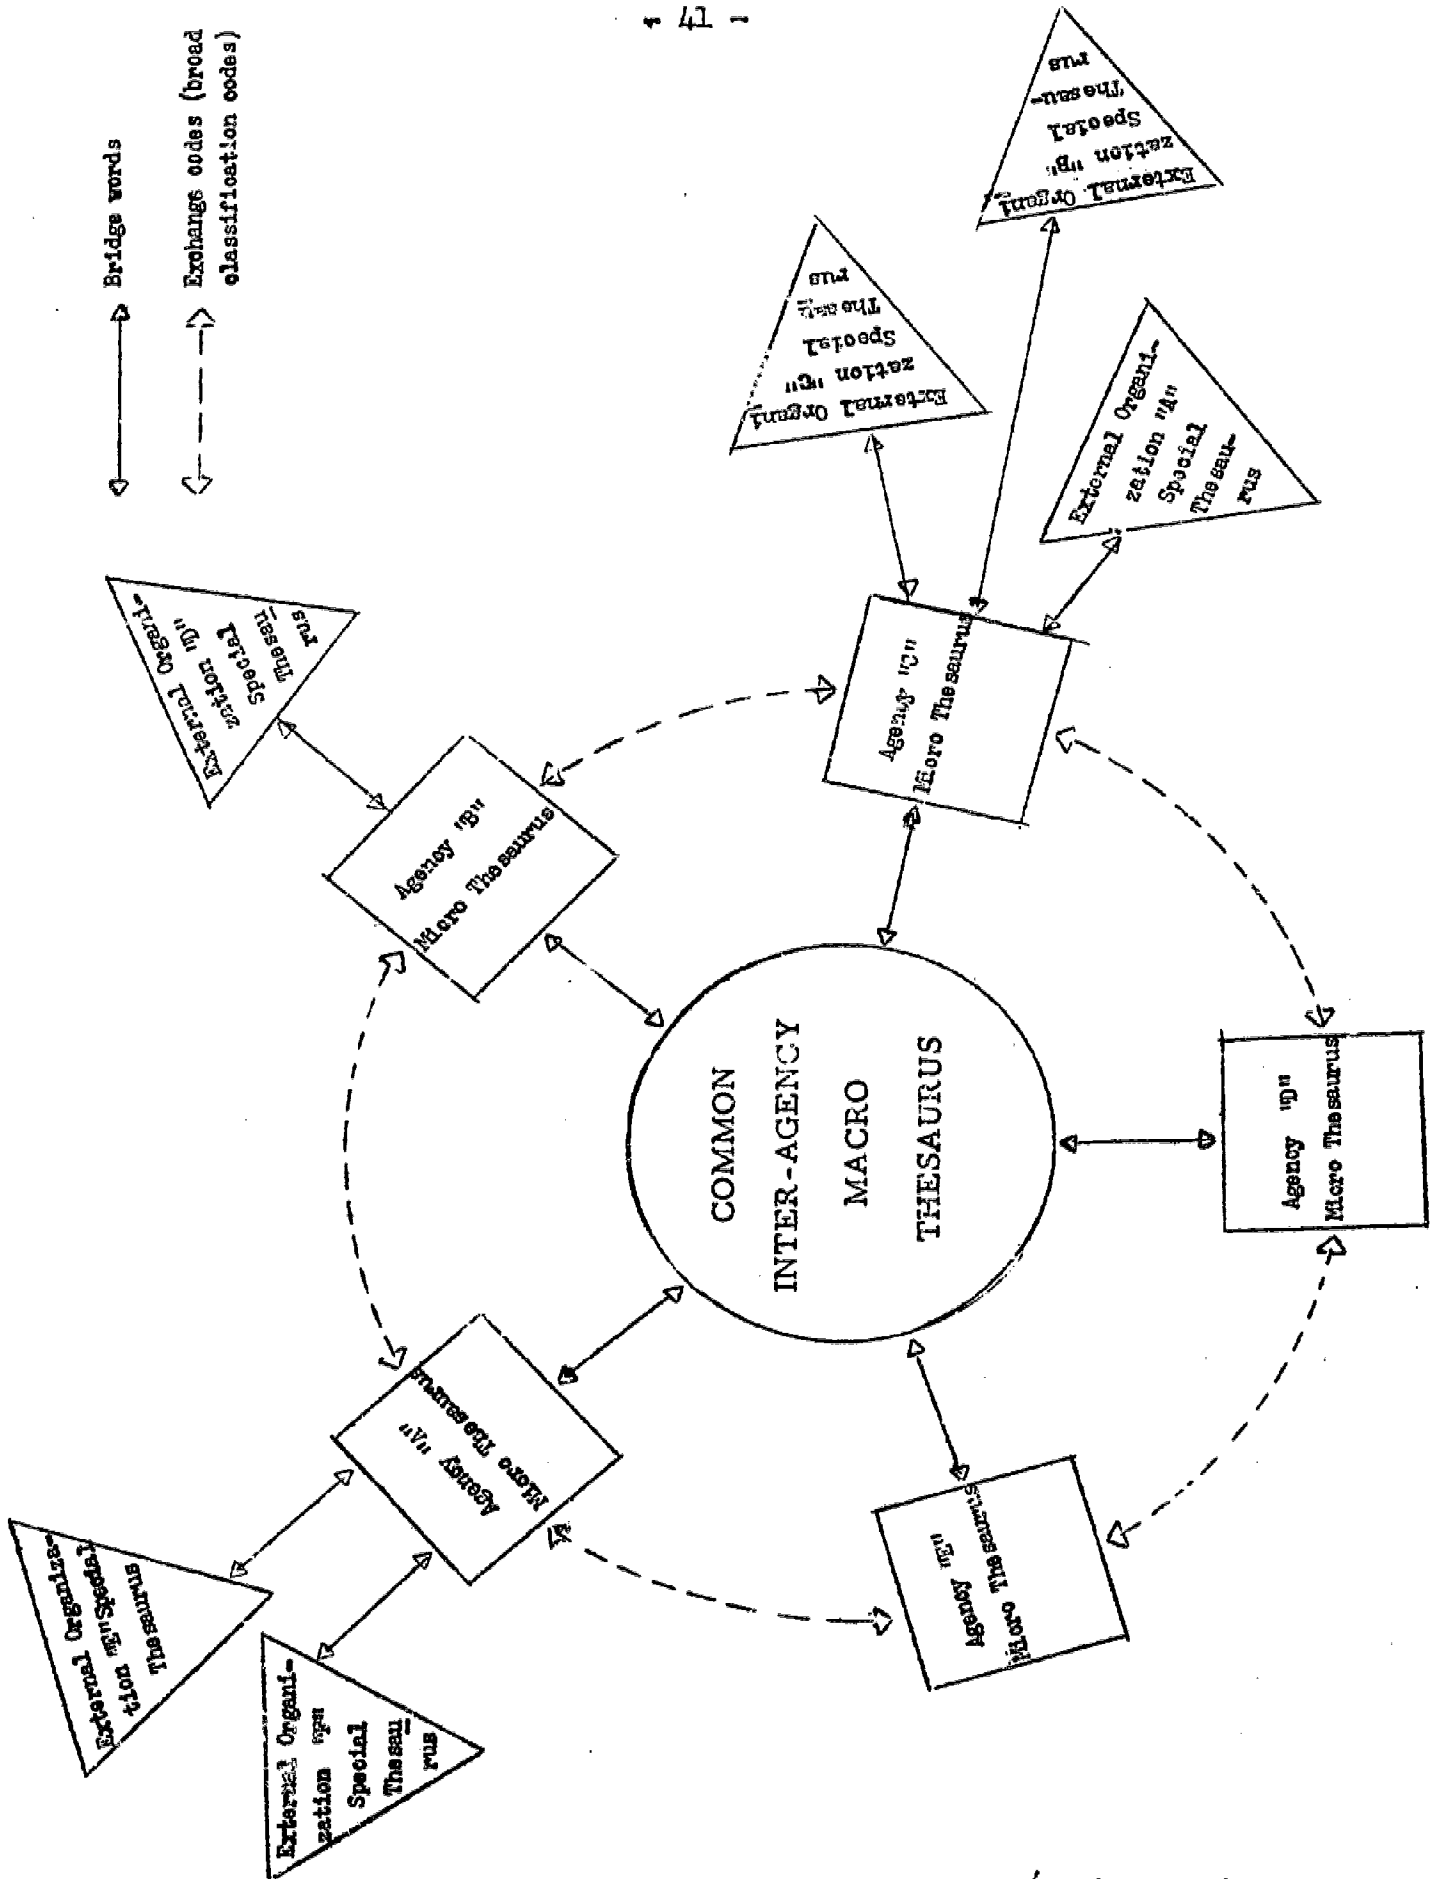 - 41 -
Bridge words
Exchange codes (broad
classification codes)
External Organiza-
tion "E" Special
Thesaurus
External Organi-
zation "F"
Special
Thesau
rus
Agency "A"
Micro Thesaurus
External Organi-
zation "D"
Special
Thesau
rus
Agency "B"
Micro Thesaurus
External Organi
zation "C"
Special
Thesau
rus
External Organi
zation "B"
Special
Thesau-
rus
External Organi-
zation "A"
Special
Thesau-
rus
Agency "C"
Micro Thesaurus
COMMON
INTER-AGENCY
MACRO
THESAURUS
Agency "E"
Micro Thesaurus
Agency "D"
Micro Thesaurus